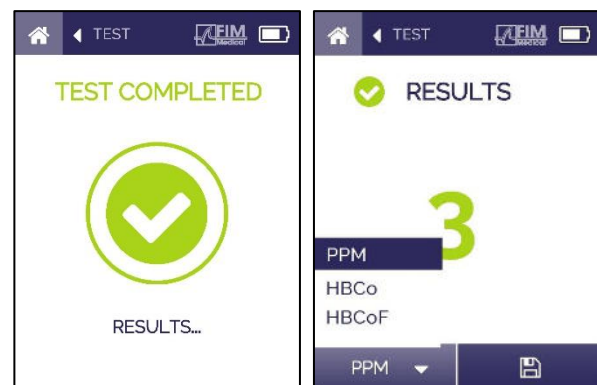 TEST
FIM
Medical
TEST COMPLETED
RESULTS...
TEST
FIM
Medical
RESULTS
3
PPM
HBCo
HBCoF
PPM